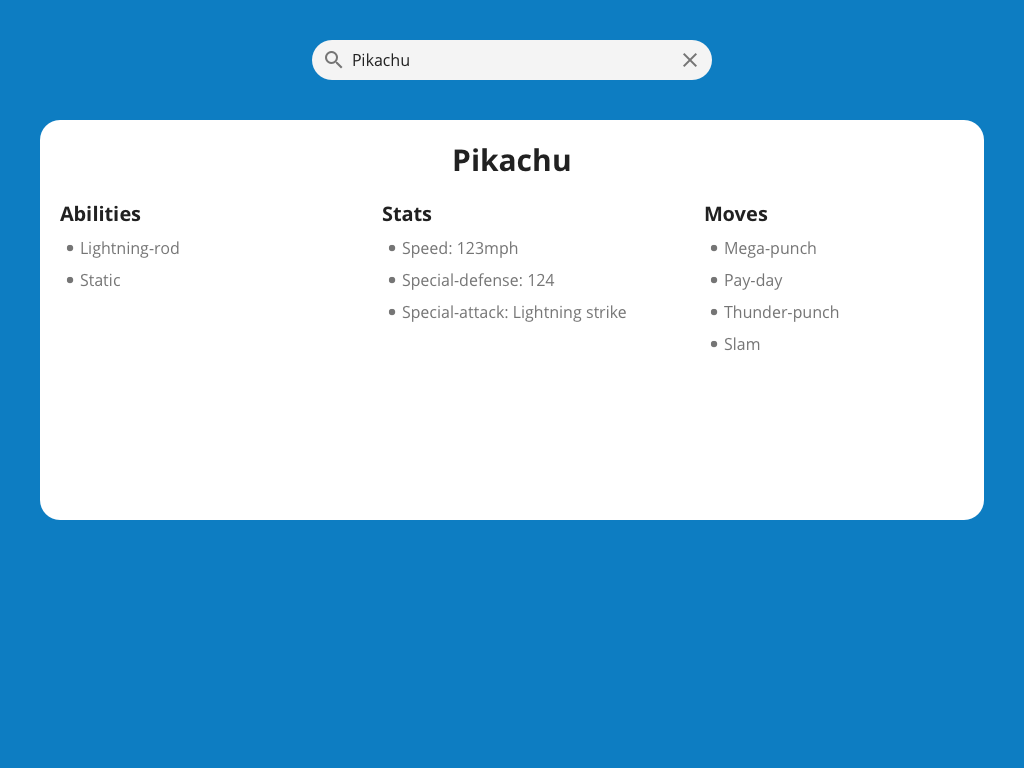 Pikachu
Pikachu
Abilities
Lightning-rod
Static
Stats
Speed: 123mph
Special-defense: 124
Special-attack: Lightning strike
Moves
Mega-punch
Pay-day
Thunder-punch
Slam